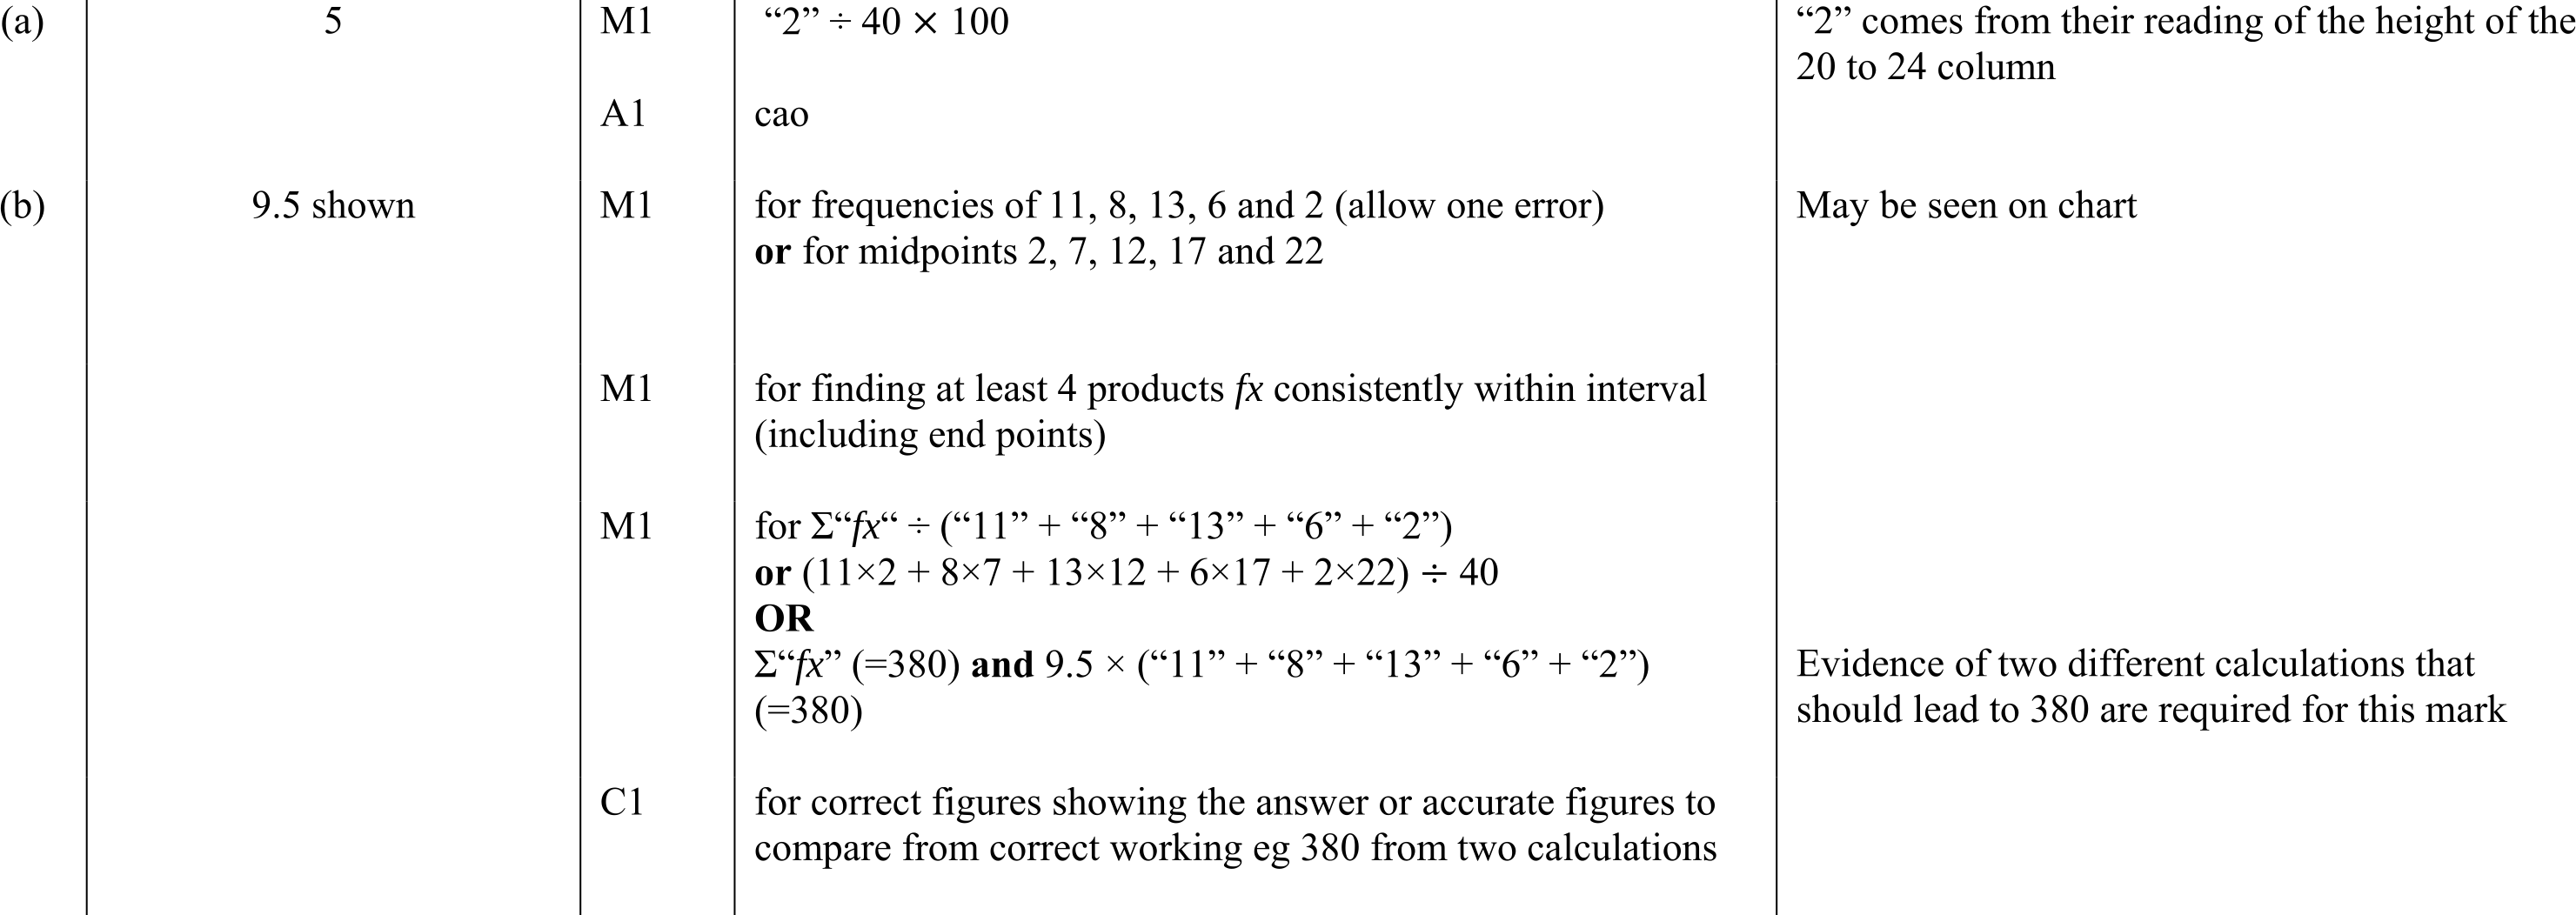 (a) 5 M1 “2” ÷ 40 × 100 “2” comes from their reading of the height of the
20 to 24 column
A1 cao
(b) 9.5 shown M1 for frequencies of 11, 8, 13, 6 and 2 (allow one error) May be seen on chart
or for midpoints 2, 7, 12, 17 and 22
M1 for finding at least 4 products fx consistently within interval
(including end points)
M1 for Σ“fx“ ÷ (“11” + “8” + “13” + “6” + “2”)
or (11×2 + 8×7 + 13×12 + 6×17 + 2×22) ÷ 40
OR
Σ“fx” (=380) and 9.5 × (“11” + “8” + “13” + “6” + “2”) Evidence of two different calculations that
(=380) should lead to 380 are required for this mark
C1 for correct figures showing the answer or accurate figures to
compare from correct working eg 380 from two calculations